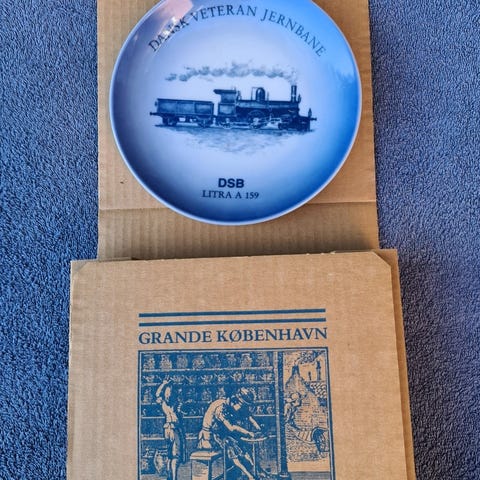 DANSK VETERAN JERNBANE
DSB
LITRA A 159
GRANDE KØBENHAVN